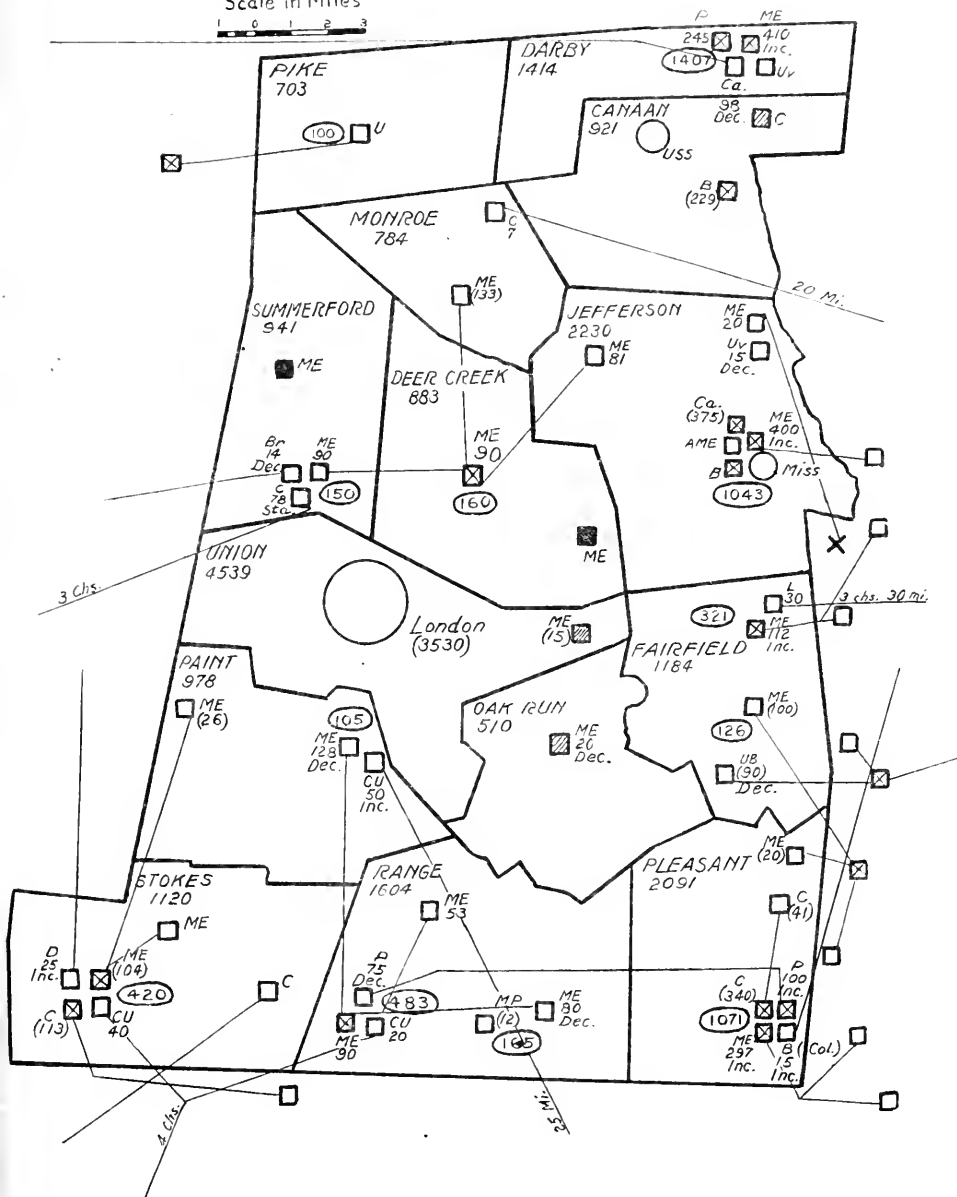 Scale in Miles
1 0 1 2 3
P ME
245 410
Inc.
DARBY
1414
1407
Ca. Uv
PIKE
703
100 U
98
Dec. C
CANAAN
921
USS
B
(229)
MONROE
784
C
7
20 Mi.
ME
(133)
SUMMERFORD
941
ME
JEFFERSON
2230
ME
20
Uv
15
Dec.
ME
81
DEER CREEK
883
Ca.
(375)
ME
400
Inc.
AME
B
Miss
1043
ME
90
160
Br
14
Dec.
ME
90
C
78
Sta.
150
ME
3 Chs.
UNION
4539
London
(3530)
ME
(15)
L
30
3 chs. 30 mi.
321
ME
112
Inc.
FAIRFIELD
1184
PAINT
978
ME
(26)
105
ME
128
Dec.
CU
50
Inc.
OAK RUN
510
ME
20
Dec.
ME
(100)
126
UB
(90)
Dec.
STOKES
1120
ME
RANGE
1604
ME
53
PLEASANT
2091
ME
(20)
C
(41)
D
25
Inc.
ME
(104)
420
C
(113)
CU
40
C
P
75
Dec.
483
ME
90
CU
20
MP
(12)
165
ME
80
Dec.
C
(340)
P
100
Inc.
1071
ME
297
Inc.
B (Col.)
15
Inc.
4 Chs.
25 Mi.